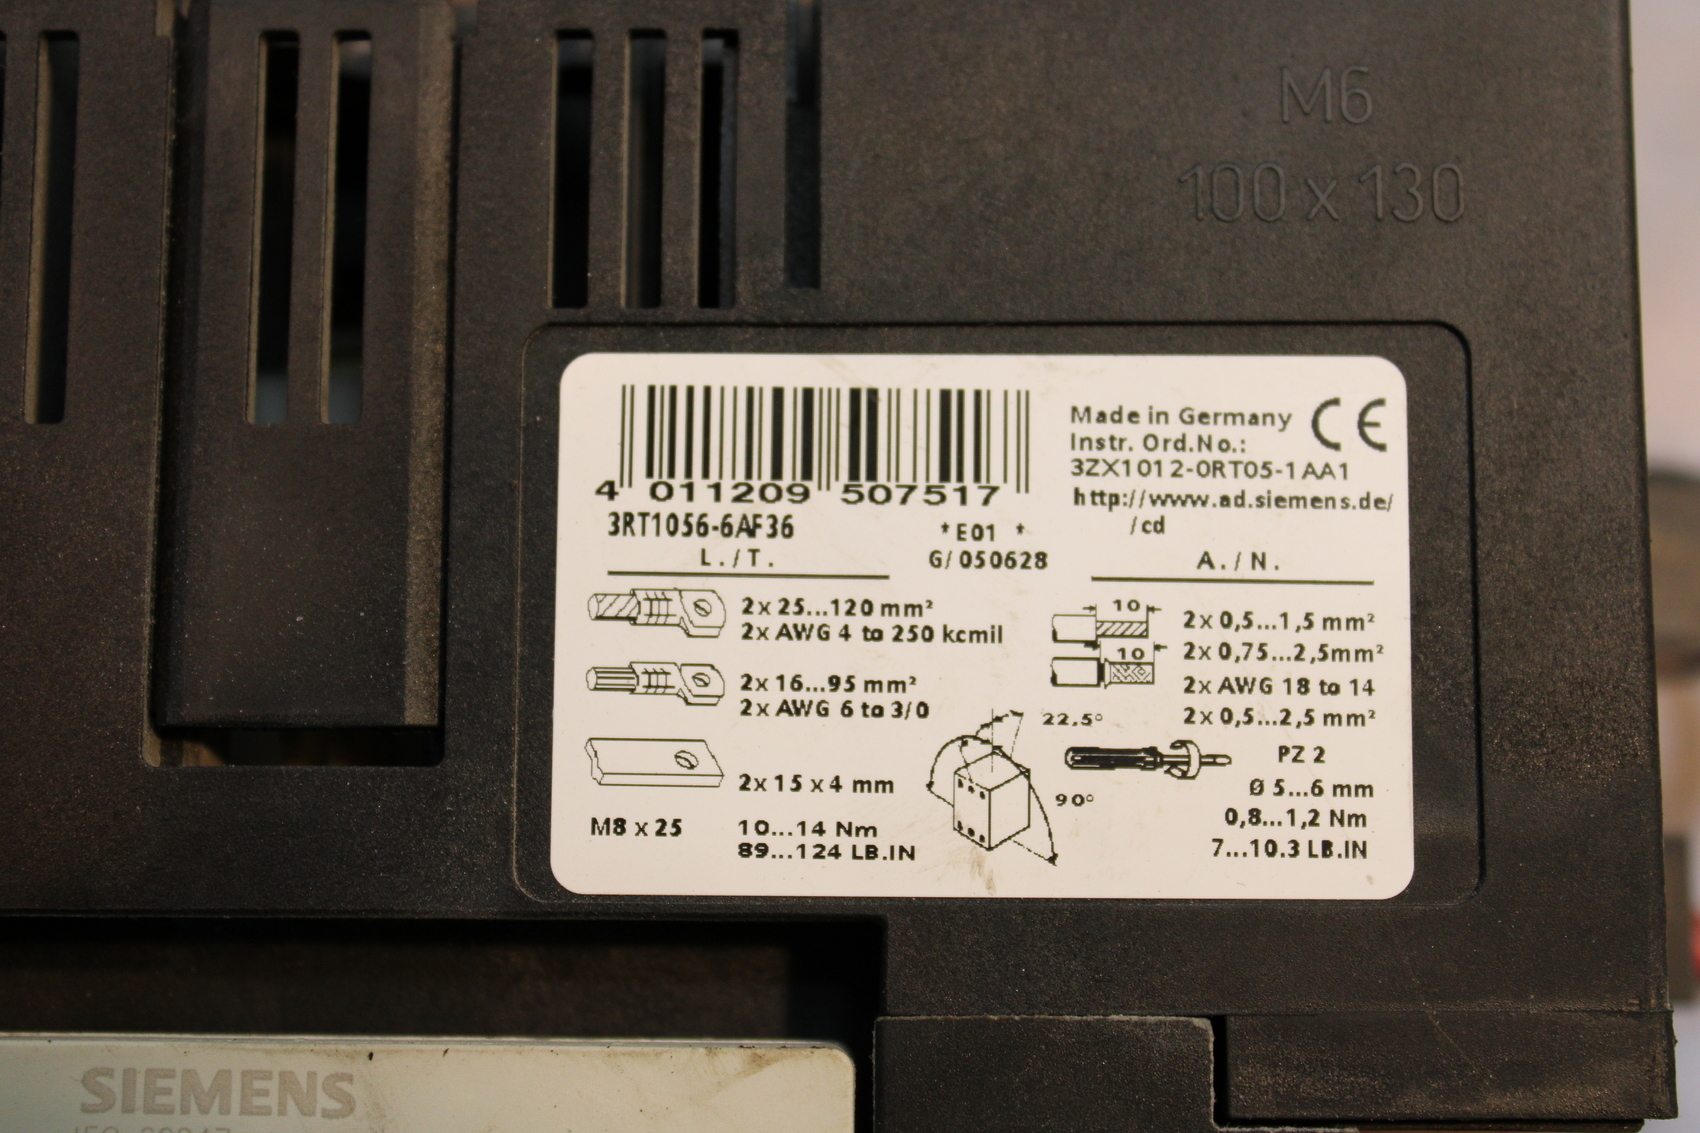 M6
100 x 130
4 011209 507517
3RT1056-6AF36
*E01 *
G/050628
Made in Germany
Instr. Ord.No.:
3ZX1012-0RT05-1AA1
http://www.ad.siemens.de/
/cd
CE
L./T.
2x 25...120 mm²
2x AWG 4 to 250 kcmil
2x 16...95 mm²
2x AWG 6 to 3/0
2x 15 x 4 mm
M8 x 25
10...14 Nm
89...124 LB.IN
22.5°
90°
A./N.
10
2x 0,5...1,5 mm²
10
2x 0,75...2,5mm²
2x AWG 18 to 14
2x 0,5...2,5 mm²
PZ 2
Ø 5...6 mm
0,8...1,2 Nm
7...10.3 LB.IN
SIEMENS